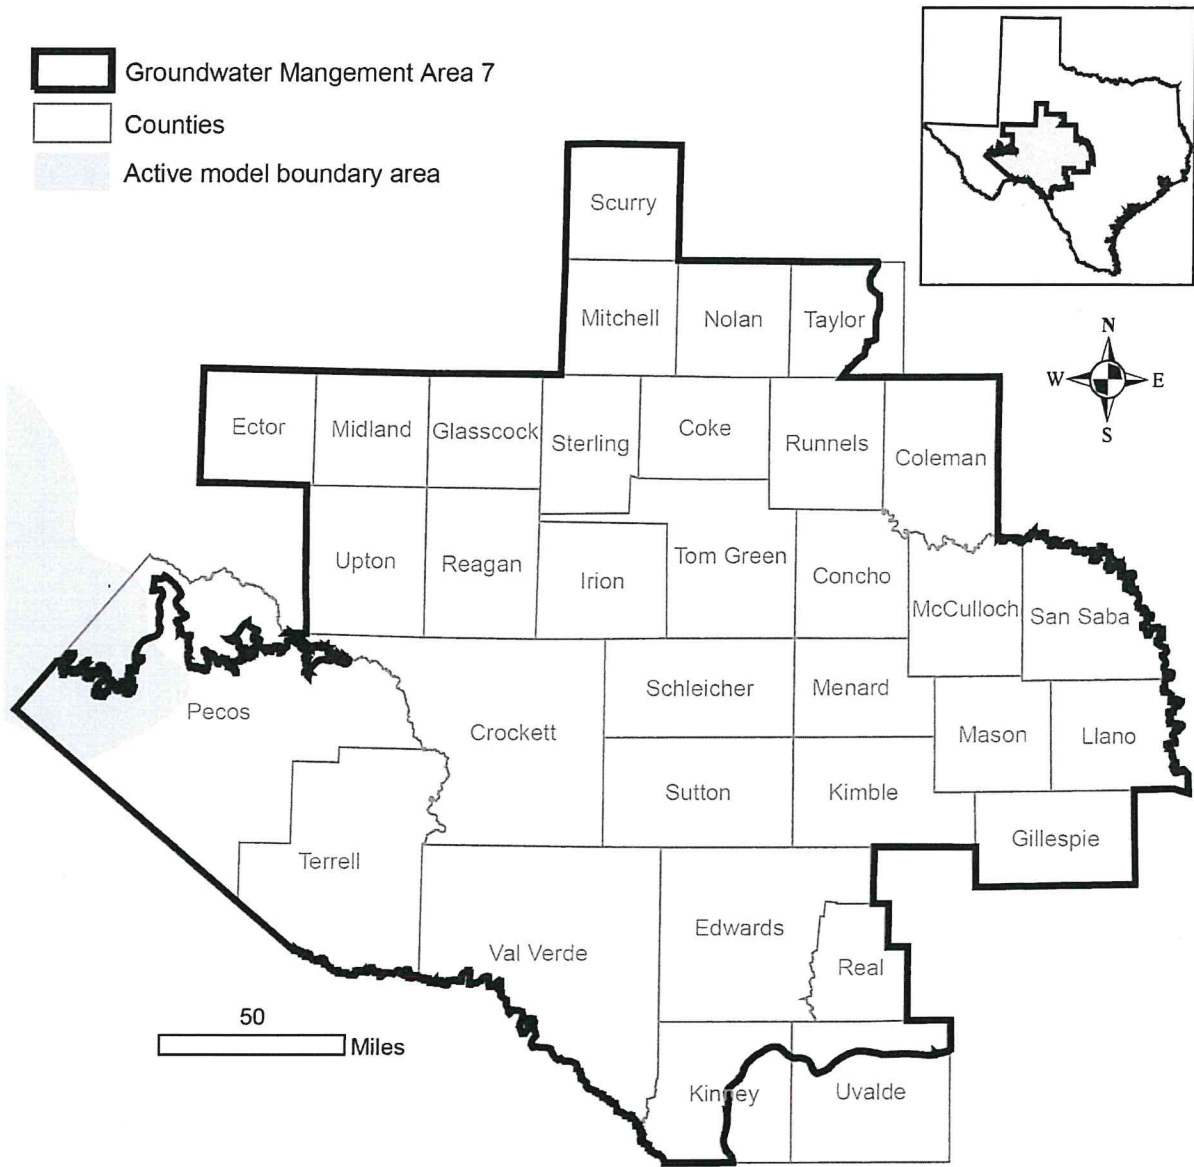 Groundwater Mangement Area 7
Counties
Active model boundary area
Scurry
Mitchell
Nolan
Taylor
N
W
E
S
Ector
Midland
Glasscock
Sterling
Coke
Runnels
Coleman
Upton
Reagan
Irion
Tom Green
Concho
McCulloch
San Saba
Pecos
Crockett
Schleicher
Menard
Mason
Llano
Sutton
Kimble
Gillespie
Terrell
Val Verde
Edwards
Real
50
Miles
Kinney
Uvalde